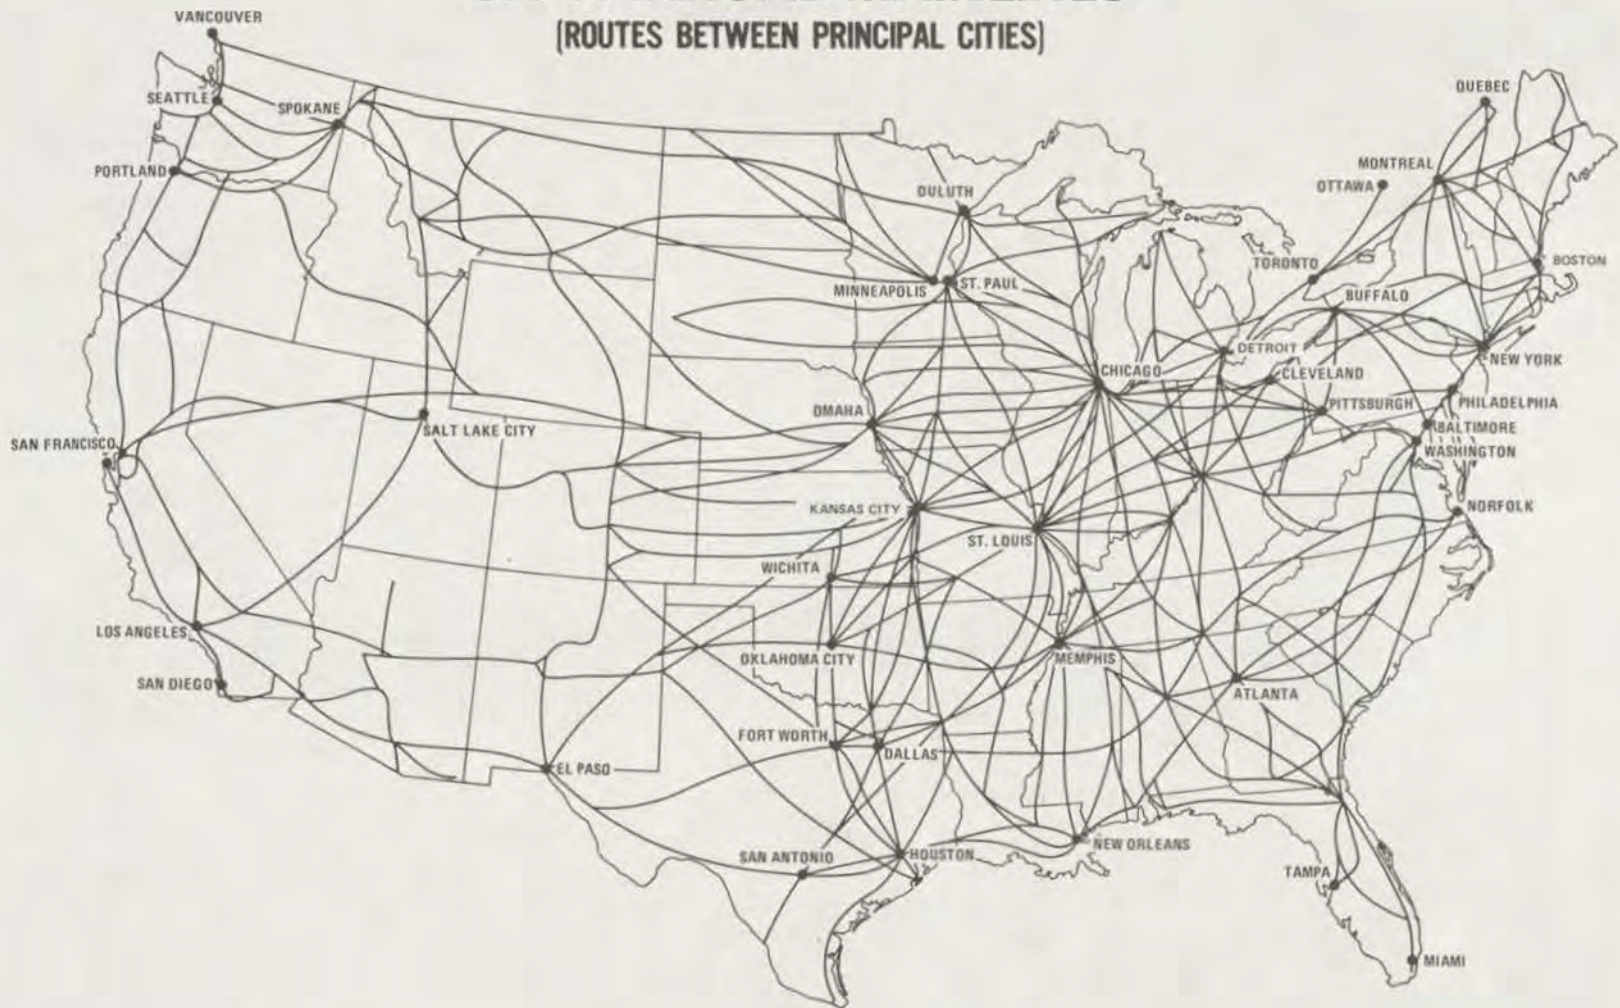 (ROUTES BETWEEN PRINCIPAL CITIES)
VANCOUVER
SEATTLE
SPOKANE
PORTLAND
QUEBEC
MONTREAL
OTTAWA
DULUTH
TORONTO
BOSTON
MINNEAPOLIS
ST. PAUL
BUFFALO
DETROIT
NEW YORK
CHICAGO
CLEVELAND
OMAHA
PITTSBURGH
PHILADELPHIA
SALT LAKE CITY
BALTIMORE
SAN FRANCISCO
WASHINGTON
KANSAS CITY
NORFOLK
ST. LOUIS
WICHITA
LOS ANGELES
OKLAHOMA CITY
MEMPHIS
SAN DIEGO
ATLANTA
FORT WORTH
DALLAS
EL PASO
NEW ORLEANS
SAN ANTONIO
HOUSTON
TAMPA
MIAMI